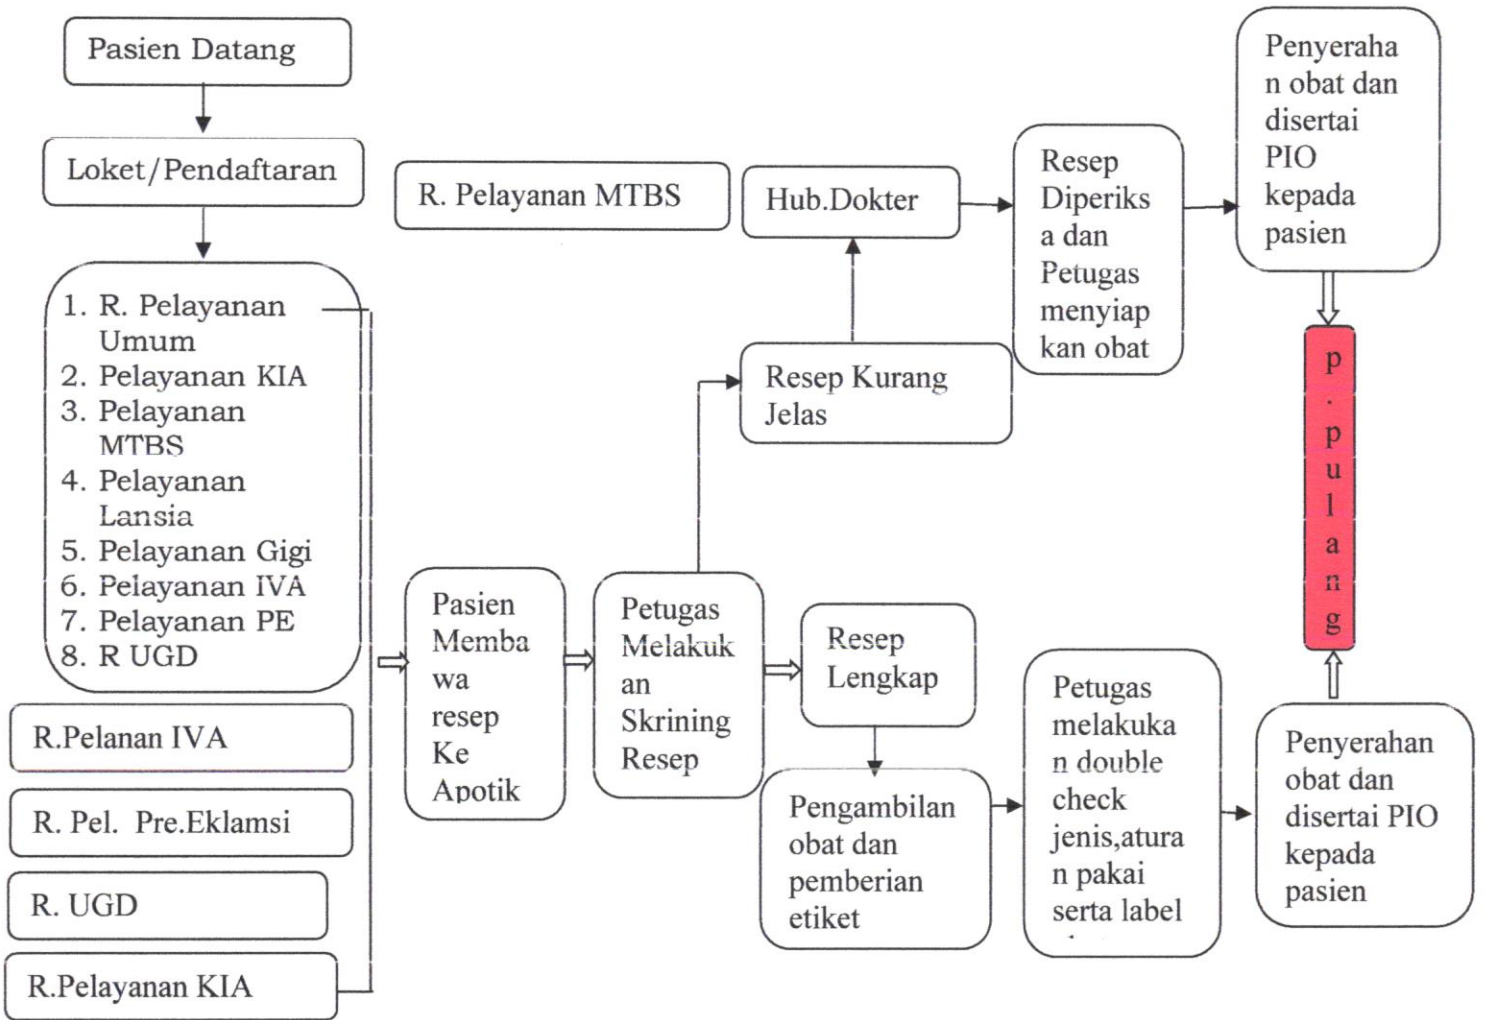 Pasien Datang
Loket/Pendaftaran
1. R. Pelayanan
Umum
2. Pelayanan KIA
3. Pelayanan
MTBS
4. Pelayanan
Lansia
5. Pelayanan Gigi
6. Pelayanan IVA
7. Pelayanan PE
8. R UGD
R.Pelanan IVA
R. Pel. Pre.Eklamsi
R. UGD
R.Pelayanan KIA
R. Pelayanan MTBS
Pasien
Memba
wa
resep
Ke
Apotik
Petugas
Melakuk
an
Skrining
Resep
Resep Kurang
Jelas
Hub.Dokter
Resep
Diperiks
a dan
Petugas
menyiap
kan obat
Penyeraha
n obat dan
disertai
PIO
kepada
pasien
Resep
Lengkap
Pengambilan
obat dan
pemberian
etiket
Petugas
melakuka
n double
check
jenis,atura
n pakai
serta label
Penyerahan
obat dan
disertai PIO
kepada
pasien
p
.
p
u
l
a
n
g